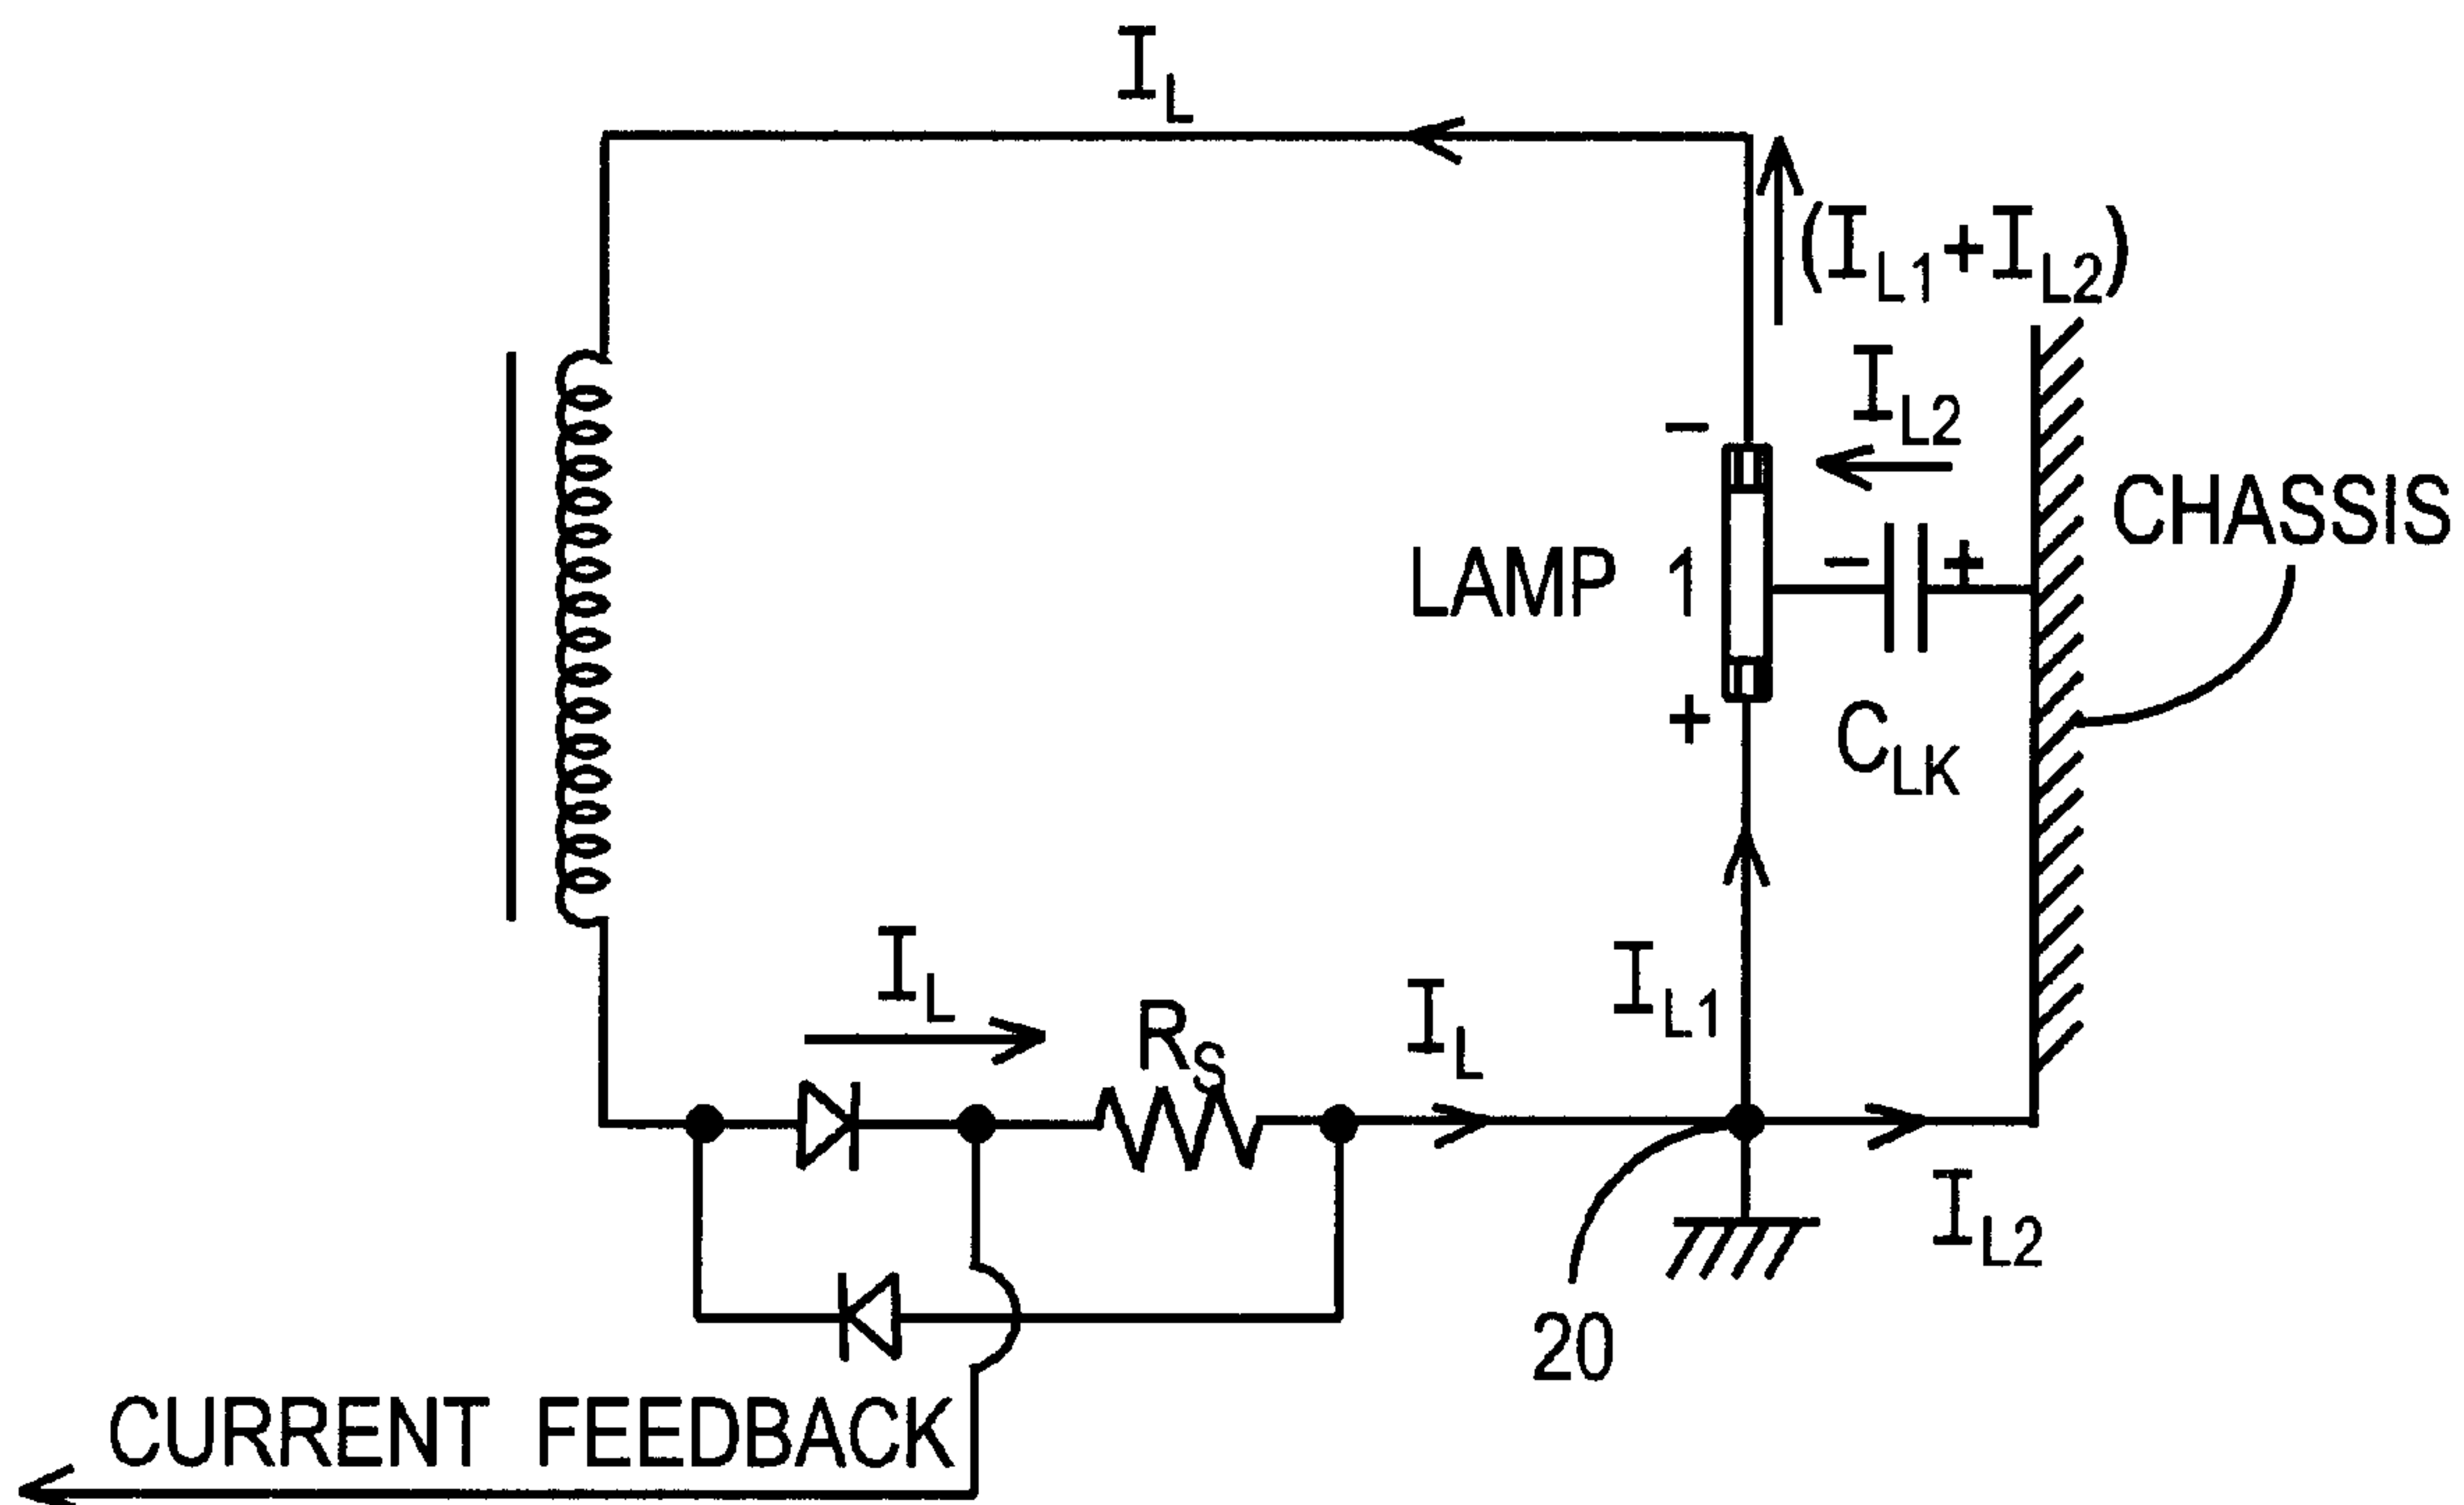 I_L
(I_L1+I_L2)
I_L2
−
CHASSIS
LAMP 1
− +
+
C_LK
I_L
R_S
I_L
I_L1
I_L2
20
CURRENT FEEDBACK